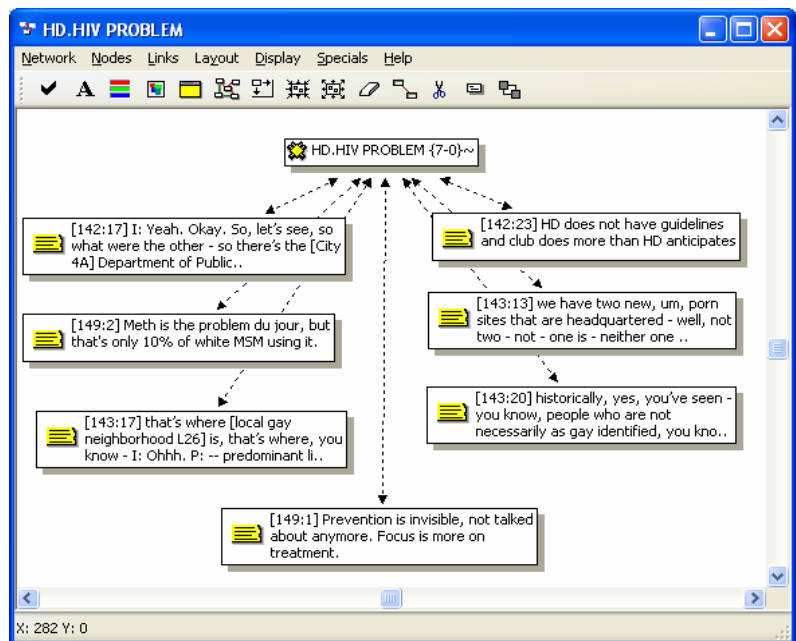 HD.HIV PROBLEM
Network Nodes Links Layout Display Specials Help
A
HD.HIV PROBLEM {7-0}~
[142:17] I: Yeah. Okay. So, let's see, so
what were the other - so there's the [City
4A] Department of Public..
[142:23] HD does not have guidelines
and club does more than HD anticipates
[149:2] Meth is the problem du jour, but
that's only 10% of white MSM using it.
[143:13] we have two new, um, porn
sites that are headquartered - well, not
two - not - one is - neither one ..
[143:17] that's where [local gay
neighborhood L26] is, that's where, you
know - I: Ohhh. P: -- predominant li..
[143:20] historically, yes, you've seen -
you know, people who are not
necessarily as gay identified, you kno..
[149:1] Prevention is invisible, not talked
about anymore. Focus is more on
treatment.
X: 282 Y: 0